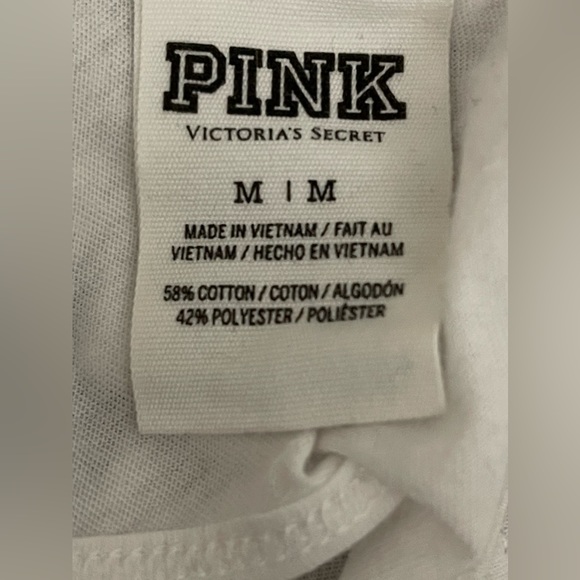 PINK
VICTORIA'S SECRET
M | M
MADE IN VIETNAM / FAIT AU
VIETNAM / HECHO EN VIETNAM
58% COTTON / COTON / ALGODÓN
42% POLYESTER / POLIÉSTER